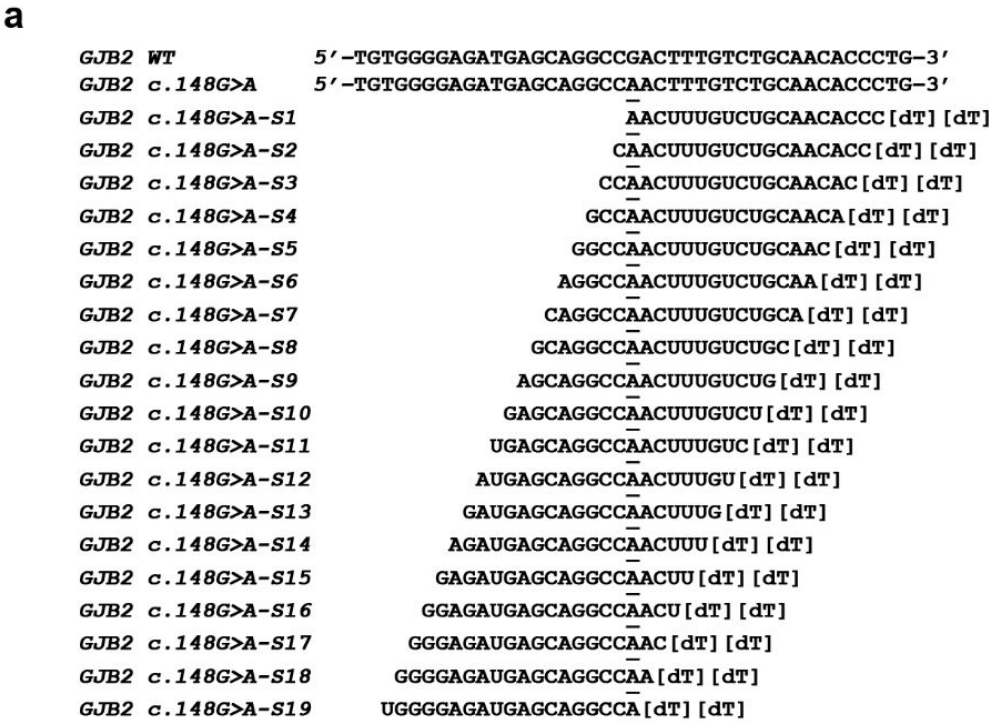 a
GJB2 WT 5′-TGTGGGGAGATGAGCAGGCCGACTTTGTCTGCAACACCCTG-3′
GJB2 c.148G>A 5′-TGTGGGGAGATGAGCAGGCCAACTTTGTCTGCAACACCCTG-3′
GJB2 c.148G>A-S1 AACUUUGUCUGCAACACCC[dT][dT]
GJB2 c.148G>A-S2 CAACUUUGUCUGCAACACC[dT][dT]
GJB2 c.148G>A-S3 CCAACUUUGUCUGCAACAC[dT][dT]
GJB2 c.148G>A-S4 GCCAACUUUGUCUGCAACA[dT][dT]
GJB2 c.148G>A-S5 GGCCAACUUUGUCUGCAAC[dT][dT]
GJB2 c.148G>A-S6 AGGCCAACUUUGUCUGCAA[dT][dT]
GJB2 c.148G>A-S7 CAGGCCAACUUUGUCUGCA[dT][dT]
GJB2 c.148G>A-S8 GCAGGCCAACUUUGUCUGC[dT][dT]
GJB2 c.148G>A-S9 AGCAGGCCAACUUUGUCUG[dT][dT]
GJB2 c.148G>A-S10 GAGCAGGCCAACUUUGUCU[dT][dT]
GJB2 c.148G>A-S11 UGAGCAGGCCAACUUUGUC[dT][dT]
GJB2 c.148G>A-S12 AUGAGCAGGCCAACUUUGU[dT][dT]
GJB2 c.148G>A-S13 GAUGAGCAGGCCAACUUUG[dT][dT]
GJB2 c.148G>A-S14 AGAUGAGCAGGCCAACUUU[dT][dT]
GJB2 c.148G>A-S15 GAGAUGAGCAGGCCAACUU[dT][dT]
GJB2 c.148G>A-S16 GGAGAUGAGCAGGCCAACU[dT][dT]
GJB2 c.148G>A-S17 GGGAGAUGAGCAGGCCAAC[dT][dT]
GJB2 c.148G>A-S18 GGGGAGAUGAGCAGGCCAA[dT][dT]
GJB2 c.148G>A-S19 UGGGGAGAUGAGCAGGCCA[dT][dT]